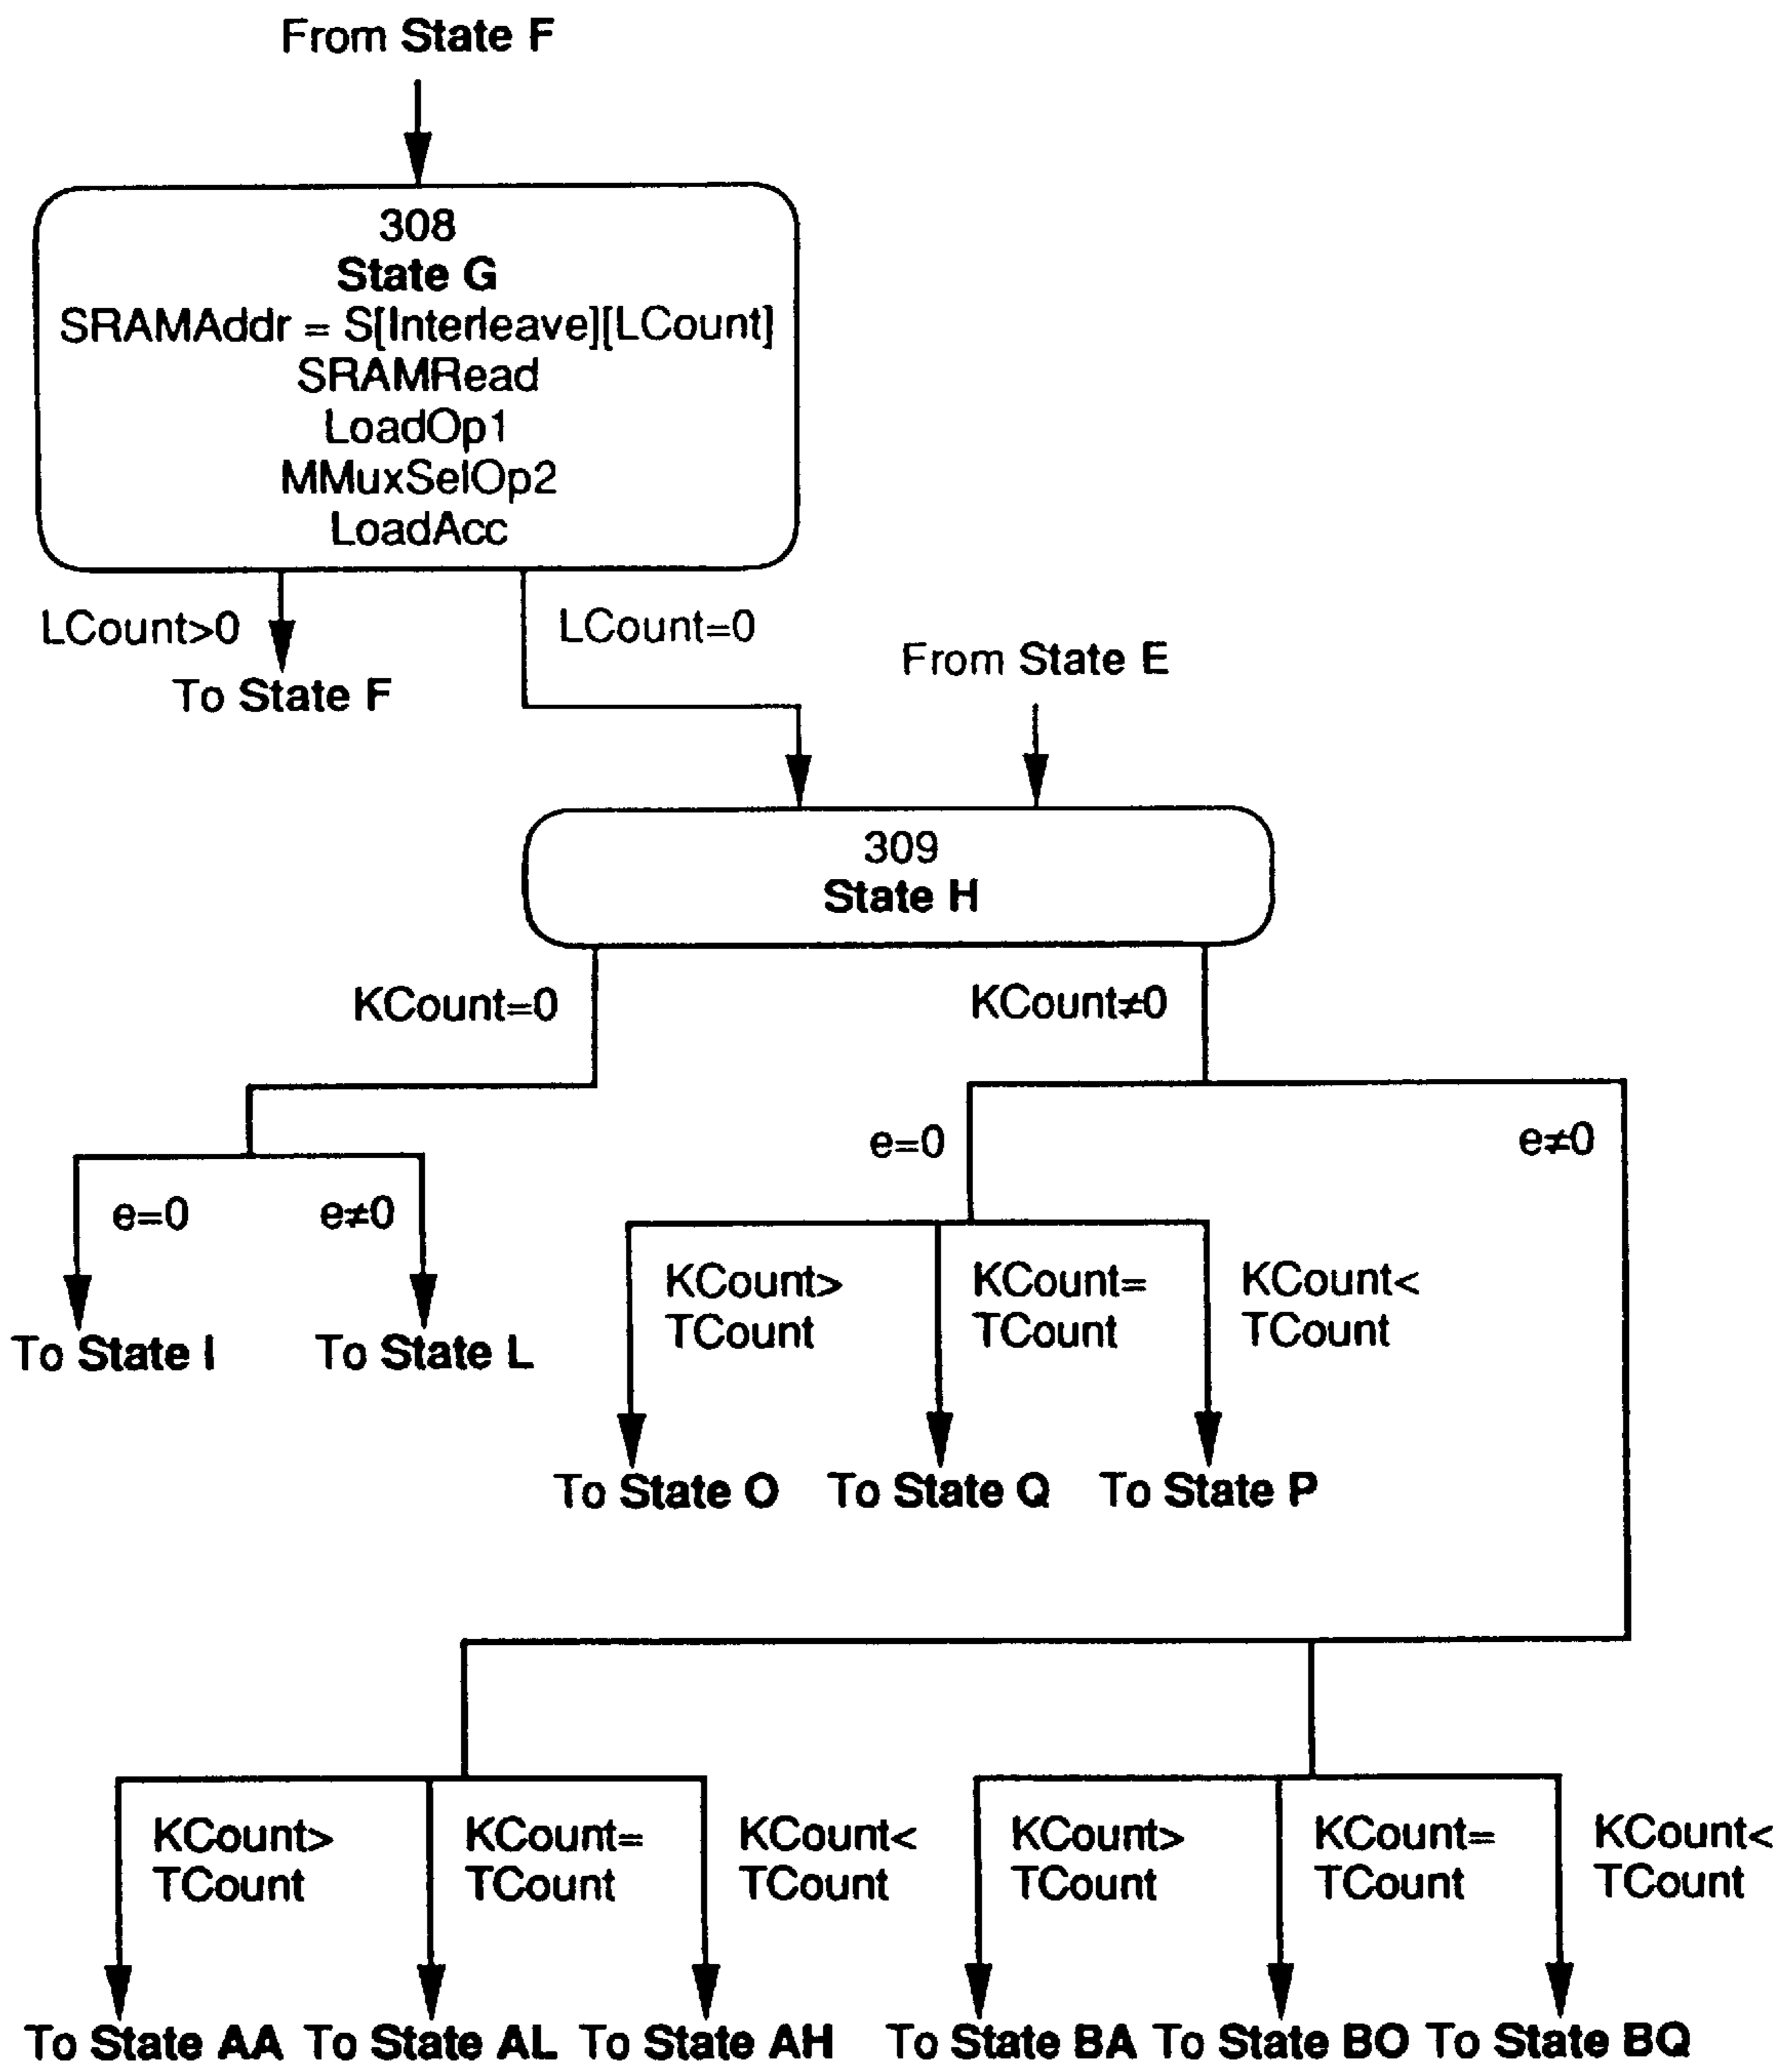 From State F
308
State G
SRAMAddr = S[Interleave][LCount]
SRAMRead
LoadOp1
MMuxSelOp2
LoadAcc
LCount>0
LCount=0
To State F
From State E
309
State H
KCount=0
KCount≠0
e=0
e≠0
e=0
e≠0
To State I
To State L
KCount>
TCount
KCount=
TCount
KCount<
TCount
To State O
To State Q
To State P
KCount>
TCount
KCount=
TCount
KCount<
TCount
KCount>
TCount
KCount=
TCount
KCount<
TCount
To State AA
To State AL
To State AH
To State BA
To State BO
To State BQ